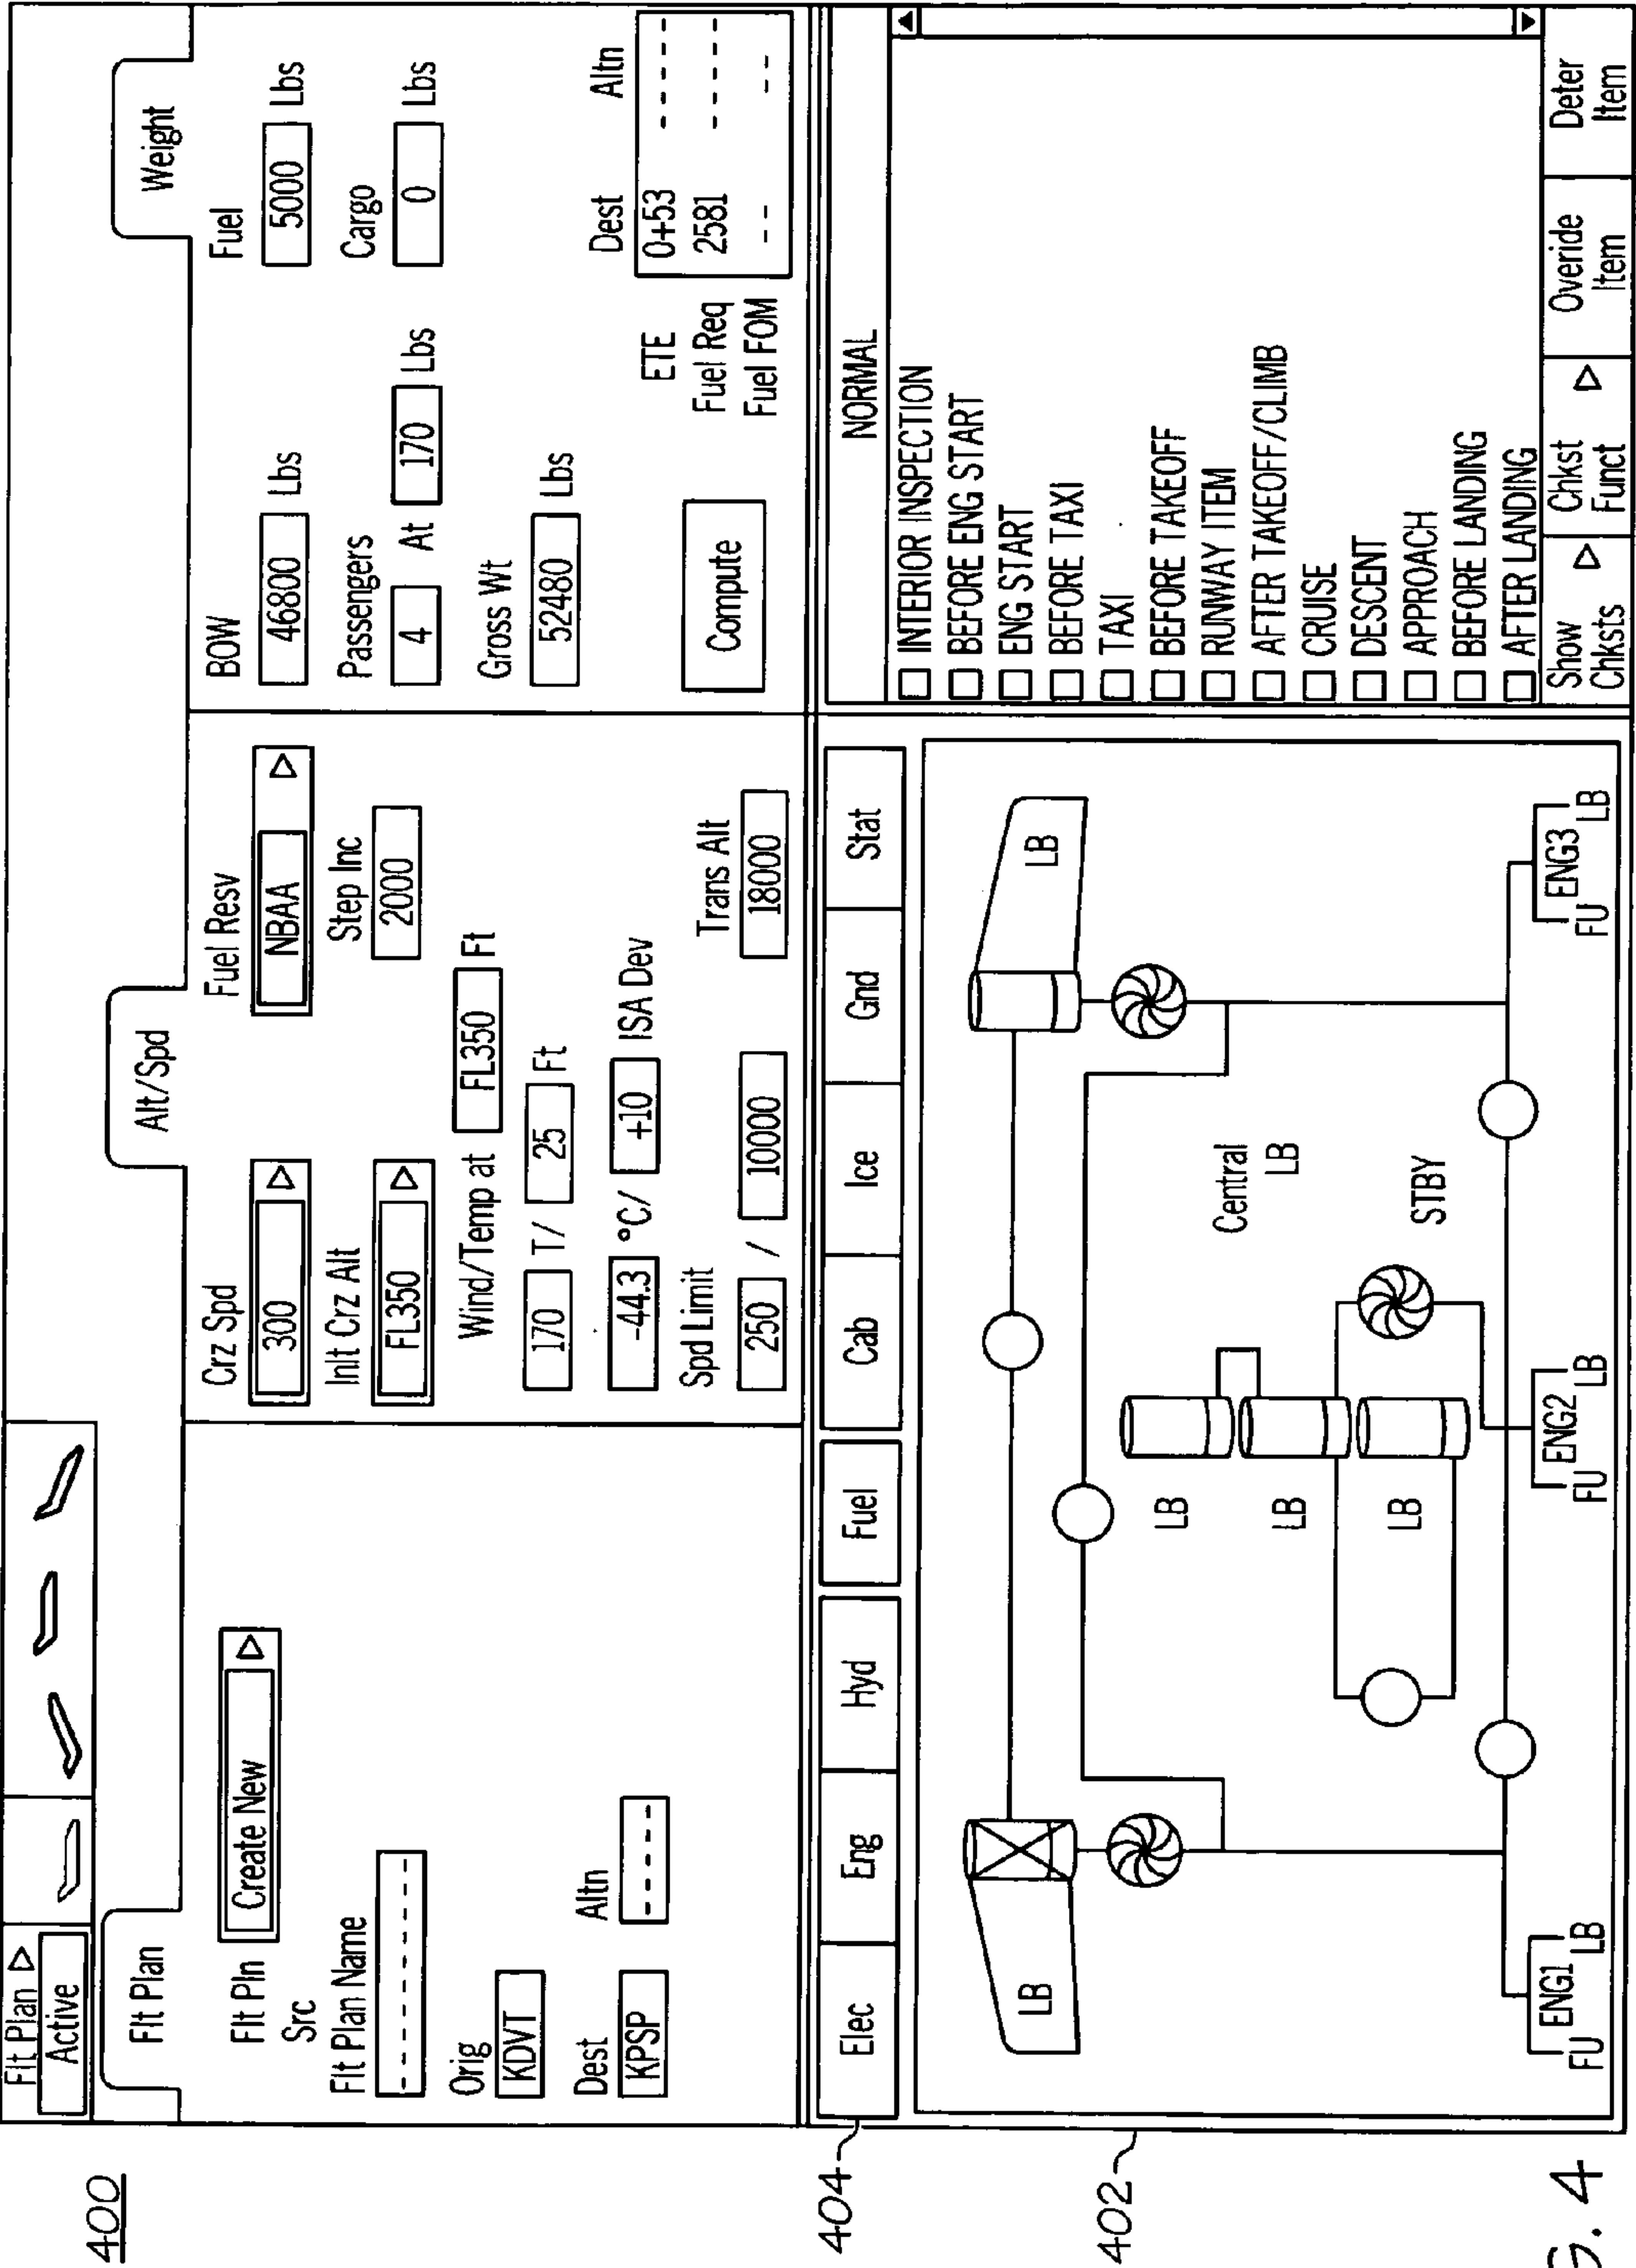 400
Flt Plan ▷
Active
Flt Plan
Alt/Spd
Weight
Flt Pln
Src
Create New ▷
Flt Plan Name
--------------
Orig
KDVT
Dest Altn
KPSP -----
Crz Spd Fuel Resv
300 ▷ NBAA ▷
Inlt Crz Alt Step Inc
FL350 ▷ 2000
Wind/Temp at FL350 Ft
170 T/ 25 Ft
-44.3 °C/ +10 ISA Dev
Spd Limit Trans Alt
250 / 10000 18000
BOW Fuel
46800 Lbs 5000 Lbs
Passengers Cargo
4 At 170 Lbs 0 Lbs
Gross Wt
52480 Lbs
Compute
Dest Altn
ETE 0+53 -----
Fuel Req 2581 -----
Fuel FOM -- --
404
Elec Eng Hyd Fuel Cab Ice Gnd Stat
402
LB LB
LB
Central
LB
LB
LB
STBY
ENG1 ENG2 ENG3
FU LB FU LB FU LB
NORMAL
INTERIOR INSPECTION
BEFORE ENG START
ENG START
BEFORE TAXI
TAXI
BEFORE TAKEOFF
RUNWAY ITEM
AFTER TAKEOFF/CLIMB
CRUISE
DESCENT
APPROACH
BEFORE LANDING
AFTER LANDING
Show ▷ Chkst ▷ Overide Deter
Chksts Funct Item Item
4